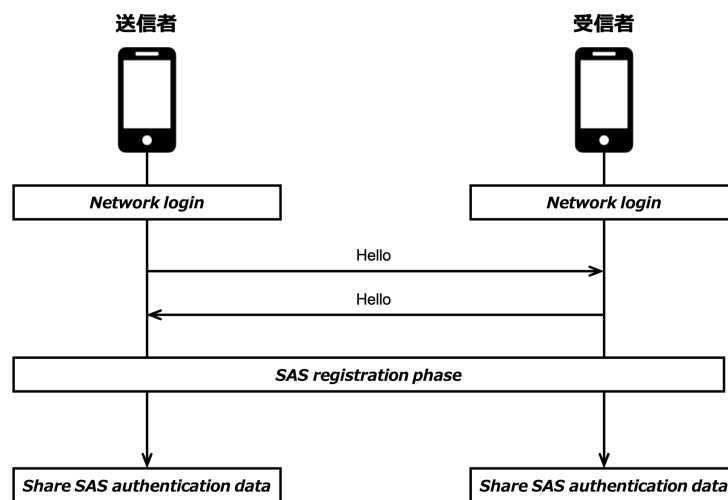 送信者
受信者
Network login
Network login
Hello
Hello
SAS registration phase
Share SAS authentication data
Share SAS authentication data